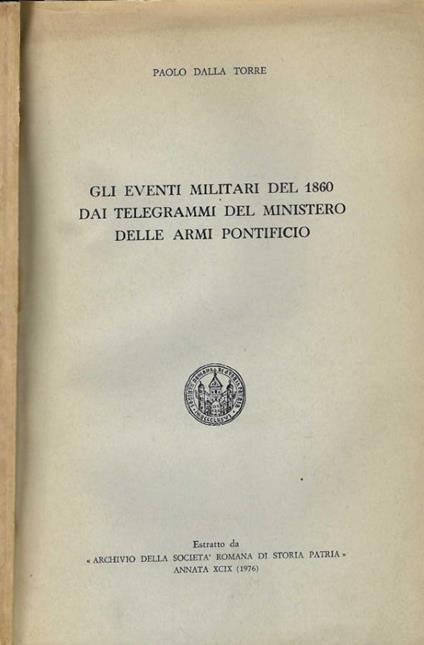 PAOLO DALLA TORRE
GLI EVENTI MILITARI DEL 1860
DAI TELEGRAMMI DEL MINISTERO
DELLE ARMI PONTIFICIO
Estratto da
« ARCHIVIO DELLA SOCIETA' ROMANA DI STORIA PATRIA »
ANNATA XCIX (1976)